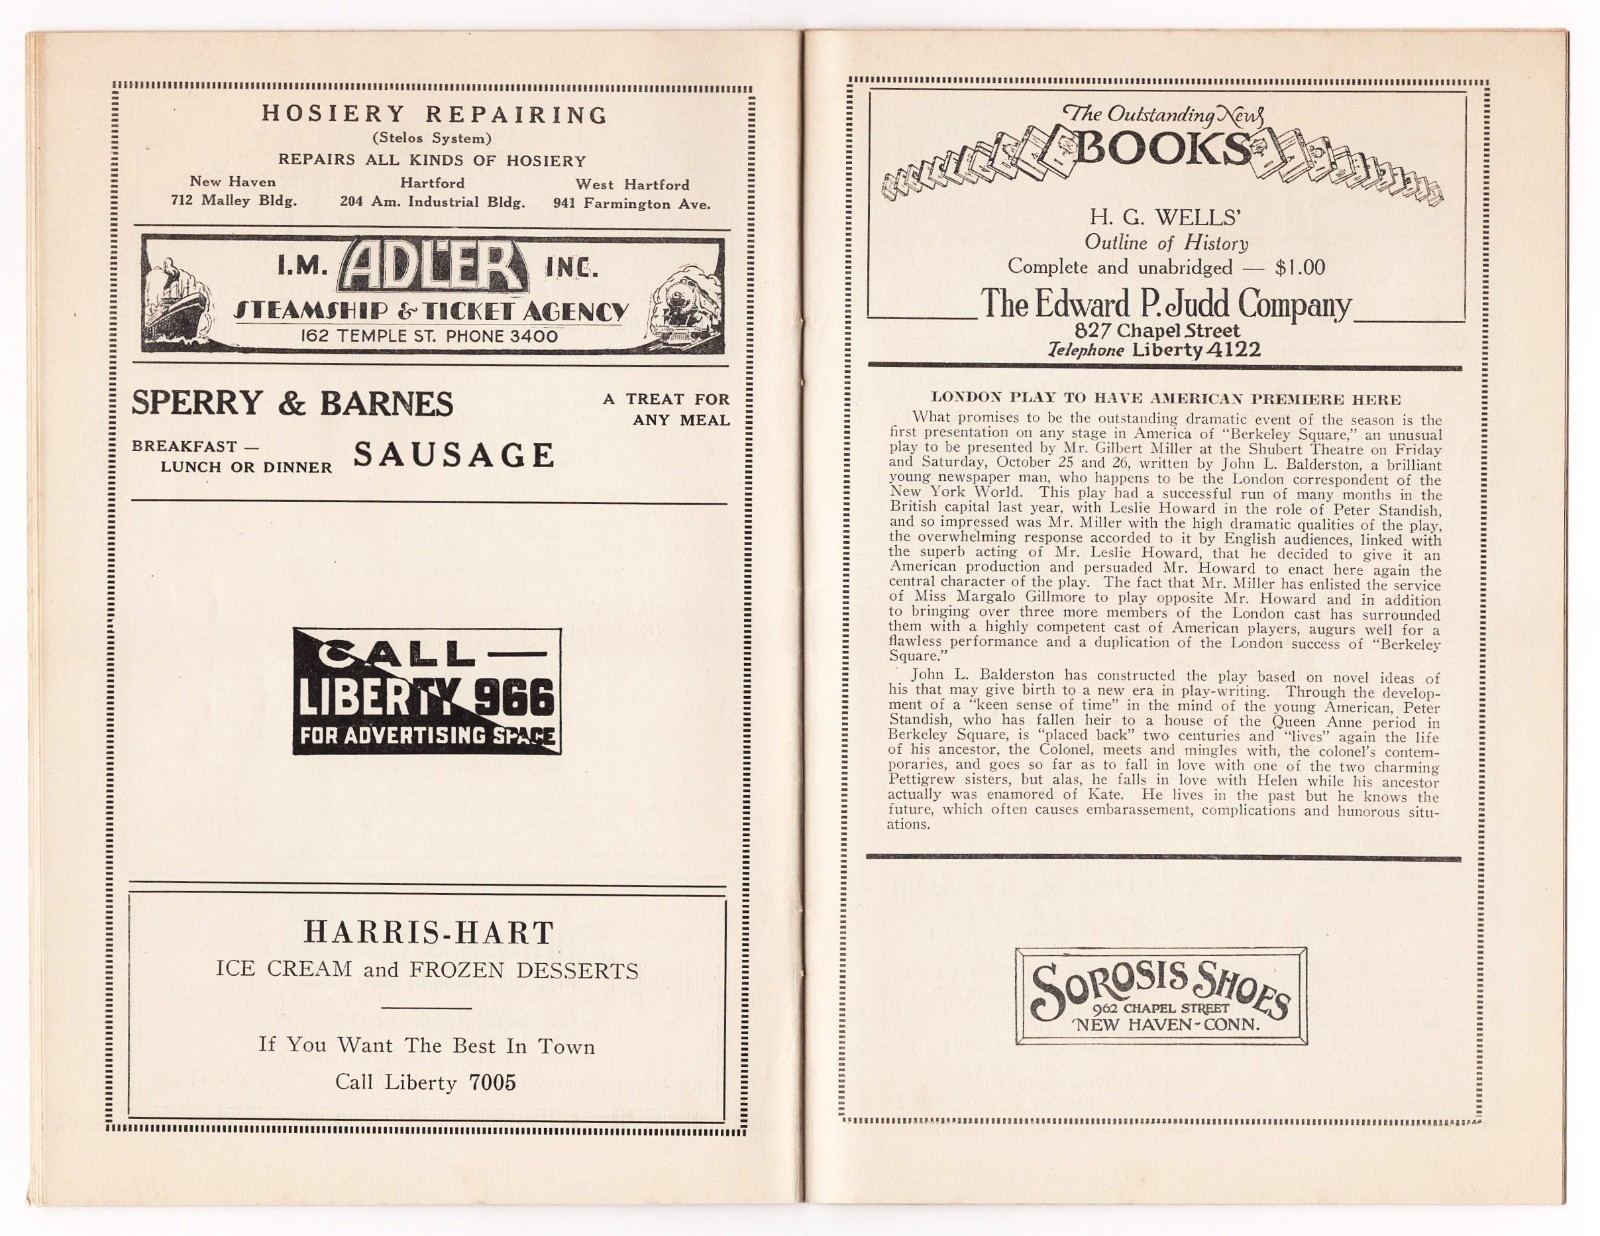 HOSIERY REPAIRING
(Stelos System)
REPAIRS ALL KINDS OF HOSIERY
New Haven Hartford West Hartford
712 Malley Bldg. 204 Am. Industrial Bldg. 941 Farmington Ave.
I.M. ADLER INC.
STEAMSHIP & TICKET AGENCY
162 TEMPLE ST. PHONE 3400
SPERRY & BARNES
A TREAT FOR
ANY MEAL
BREAKFAST —
LUNCH OR DINNER
SAUSAGE
CALL —
LIBERTY 966
FOR ADVERTISING SPACE
HARRIS-HART
ICE CREAM and FROZEN DESSERTS
If You Want The Best In Town
Call Liberty 7005
The Outstanding New
BOOKS
H. G. WELLS'
Outline of History
Complete and unabridged — $1.00
The Edward P. Judd Company
827 Chapel Street
Telephone Liberty 4122
LONDON PLAY TO HAVE AMERICAN PREMIERE HERE
What promises to be the outstanding dramatic event of the season is the
first presentation on any stage in America of "Berkeley Square," an unusual
play to be presented by Mr. Gilbert Miller at the Shubert Theatre on Friday
and Saturday, October 25 and 26, written by John L. Balderston, a brilliant
young newspaper man, who happens to be the London correspondent of the
New York World. This play had a successful run of many months in the
British capital last year, with Leslie Howard in the role of Peter Standish,
and so impressed was Mr. Miller with the high dramatic qualities of the play,
the overwhelming response accorded to it by English audiences, linked with
the superb acting of Mr. Leslie Howard, that he decided to give it an
American production and persuaded Mr. Howard to enact here again the
central character of the play. The fact that Mr. Miller has enlisted the service
of Miss Margalo Gillmore to play opposite Mr. Howard and in addition
to bringing over three more members of the London cast has surrounded
them with a highly competent cast of American players, augurs well for a
flawless performance and a duplication of the London success of "Berkeley
Square."
John L. Balderston has constructed the play based on novel ideas of
his that may give birth to a new era in play-writing. Through the develop-
ment of a "keen sense of time" in the mind of the young American, Peter
Standish, who has fallen heir to a house of the Queen Anne period in
Berkeley Square, is "placed back" two centuries and "lives" again the life
of his ancestor, the Colonel, meets and mingles with, the colonel's contem-
poraries, and goes so far as to fall in love with one of the two charming
Pettigrew sisters, but alas, he falls in love with Helen while his ancestor
actually was enamored of Kate. He lives in the past but he knows the
future, which often causes embarassement, complications and hunorous situ-
ations.
SOROSIS SHOES
962 CHAPEL STREET
NEW HAVEN-CONN.